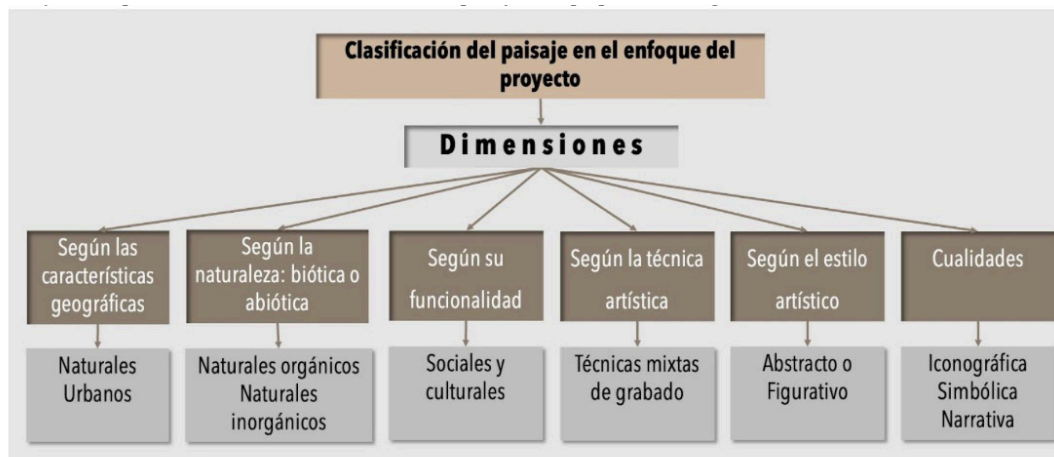 Clasificación del paisaje en el enfoque del
proyecto
Dimensiones
Según las
características
geográficas
Según la
naturaleza: biótica o
abiótica
Según su
funcionalidad
Según la técnica
artística
Según el estilo
artístico
Cualidades
Naturales
Urbanos
Naturales orgánicos
Naturales
inorgánicos
Sociales y
culturales
Técnicas mixtas
de grabado
Abstracto o
Figurativo
Iconográfica
Simbólica
Narrativa